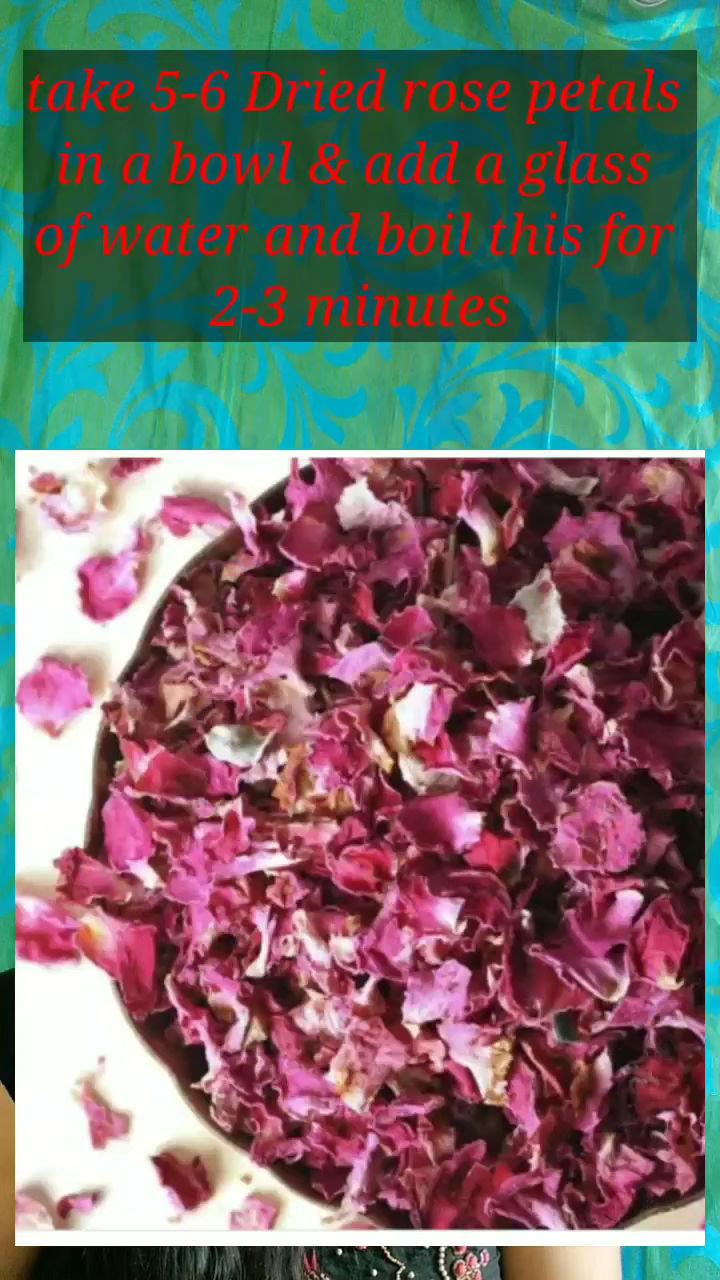 take 5-6 Dried rose petals
in a bowl & add a glass
of water and boil this for
2-3 minutes